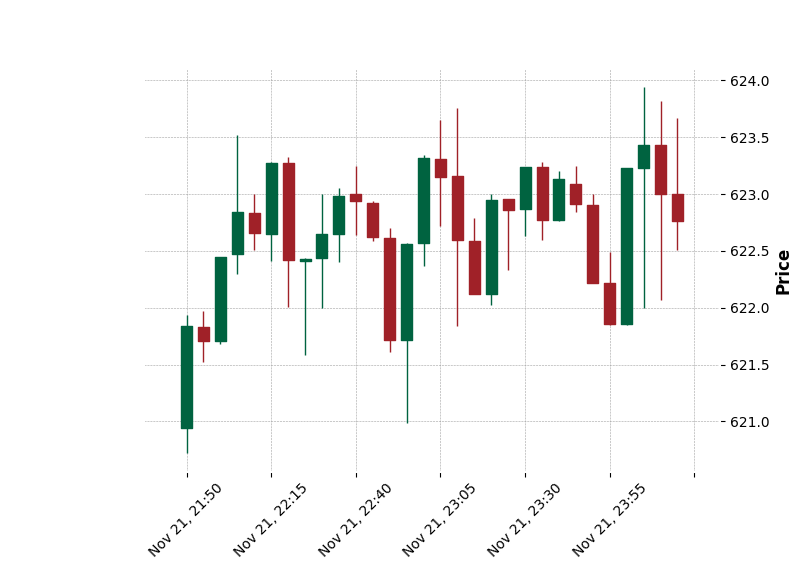 624.0
623.5
623.0
622.5
622.0
621.5
621.0
Price
Nov 21, 21:50
Nov 21, 22:15
Nov 21, 22:40
Nov 21, 23:05
Nov 21, 23:30
Nov 21, 23:55